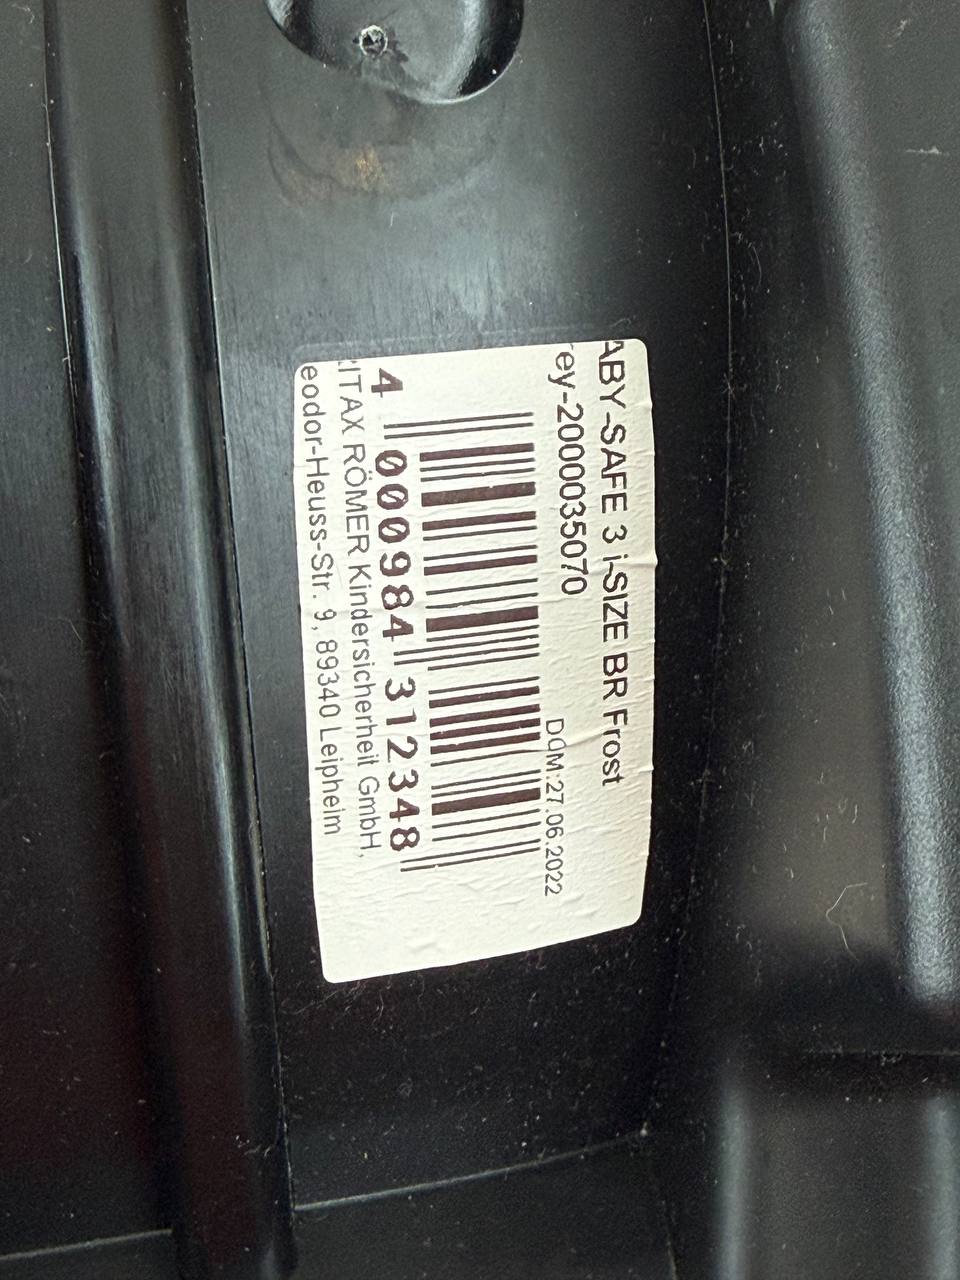 ABY-SAFE 3 i-SIZE BR Frost
ey-2000035070
DOM:27.06.2022
4 000984 312348
ITAX RÖMER Kindersicherheit GmbH,
eodor-Heuss-Str. 9, 89340 Leipheim